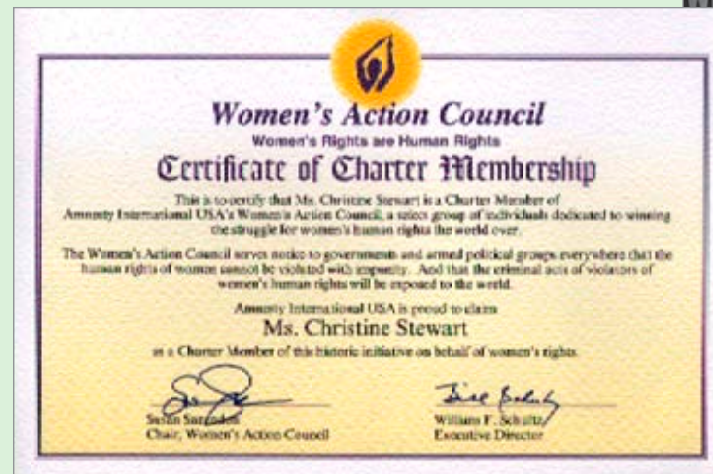 Women's Action Council
Women's Rights are Human Rights
Certificate of Charter Membership
This is to certify that Ms. Christine Stewart is a Charter Member of
Amnesty International USA's Women's Action Council, a select group of individuals dedicated to winning
the struggle for women's human rights the world over.
The Women's Action Council serves notice to governments and armed political groups everywhere that the
human rights of women cannot be violated with impunity. And that the criminal acts of violators of
women's human rights will be exposed to the world.
Amnesty International USA is proud to claim
Ms. Christine Stewart
as a Charter Member of this historic initiative on behalf of women's rights.
Susan Sarandon
William F. Schultz
Chair, Women's Action Council
Executive Director